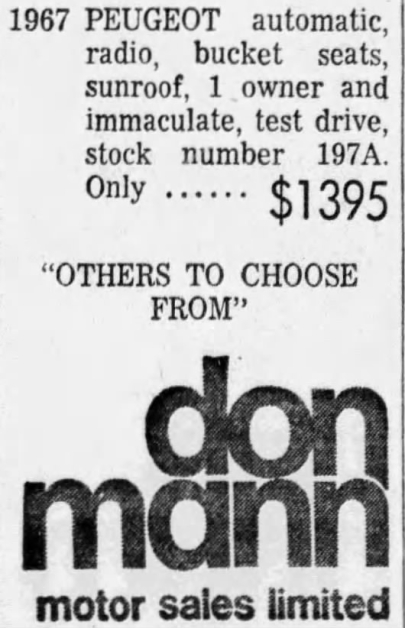 1967 PEUGEOT automatic,
radio, bucket seats,
sunroof, 1 owner and
immaculate, test drive,
stock number 197A.
Only ...... $1395
“OTHERS TO CHOOSE
FROM”
don
mann
motor sales limited